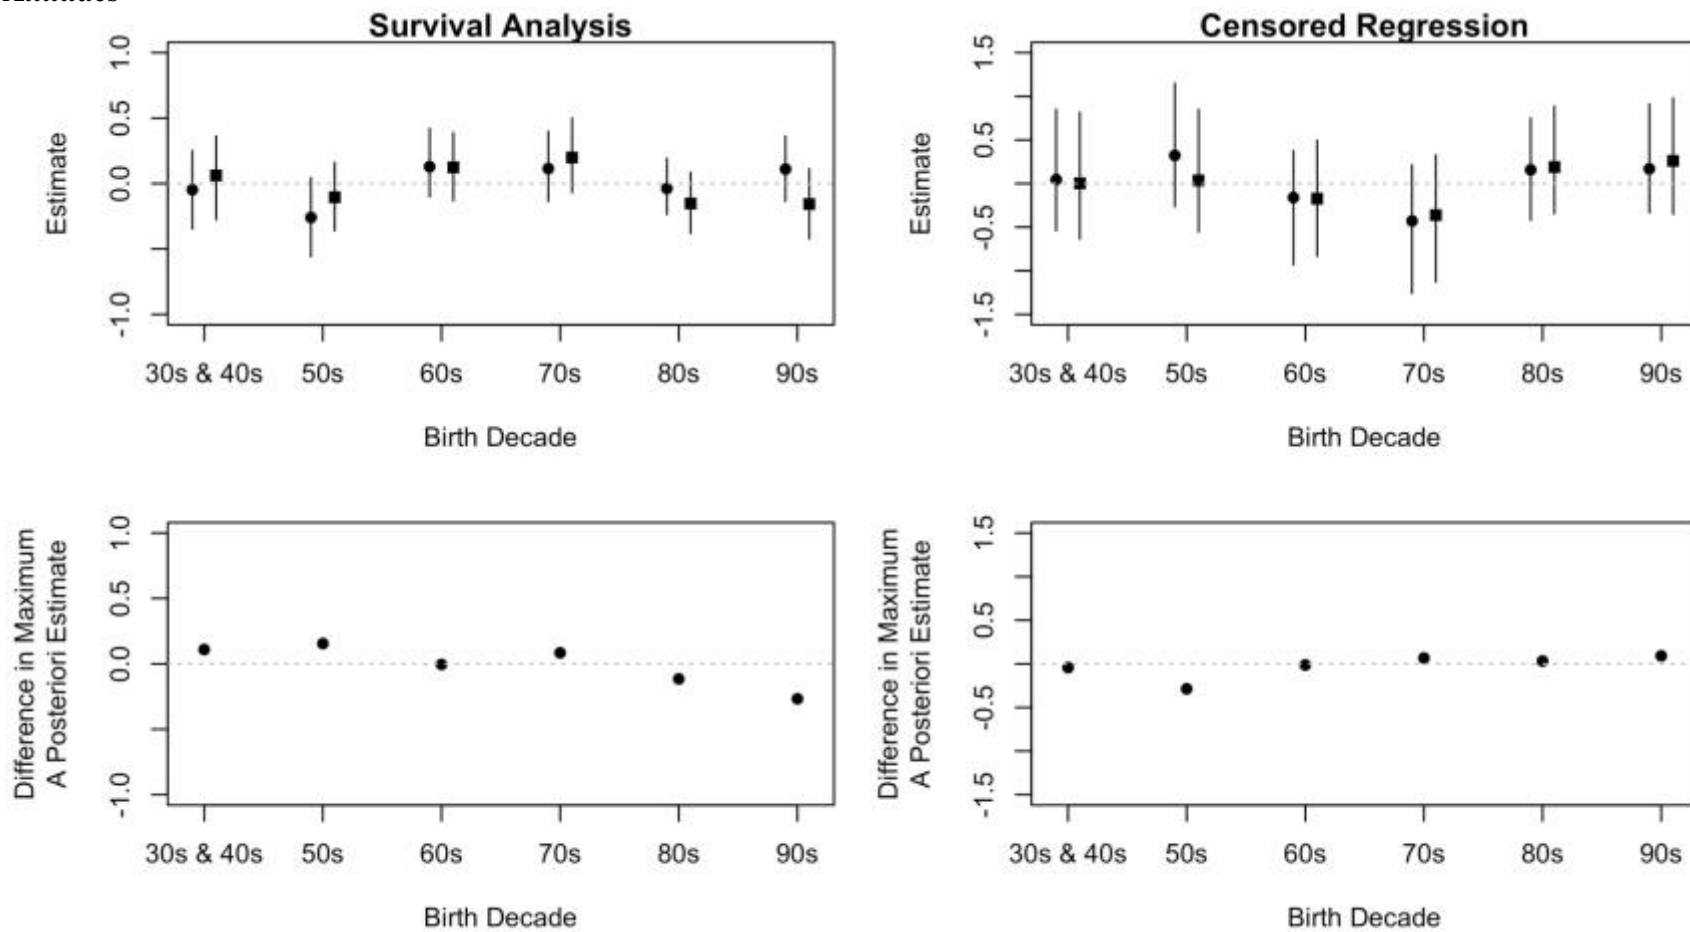 Survival Analysis
Estimate
1.0
0.5
0.0
-1.0
30s & 40s 50s 60s 70s 80s 90s
Birth Decade
Censored Regression
Estimate
1.5
0.5
-0.5
-1.5
30s & 40s 50s 60s 70s 80s 90s
Birth Decade
Difference in Maximum
A Posteriori Estimate
1.0
0.5
0.0
-1.0
30s & 40s 50s 60s 70s 80s 90s
Birth Decade
Difference in Maximum
A Posteriori Estimate
1.5
0.5
-0.5
-1.5
30s & 40s 50s 60s 70s 80s 90s
Birth Decade